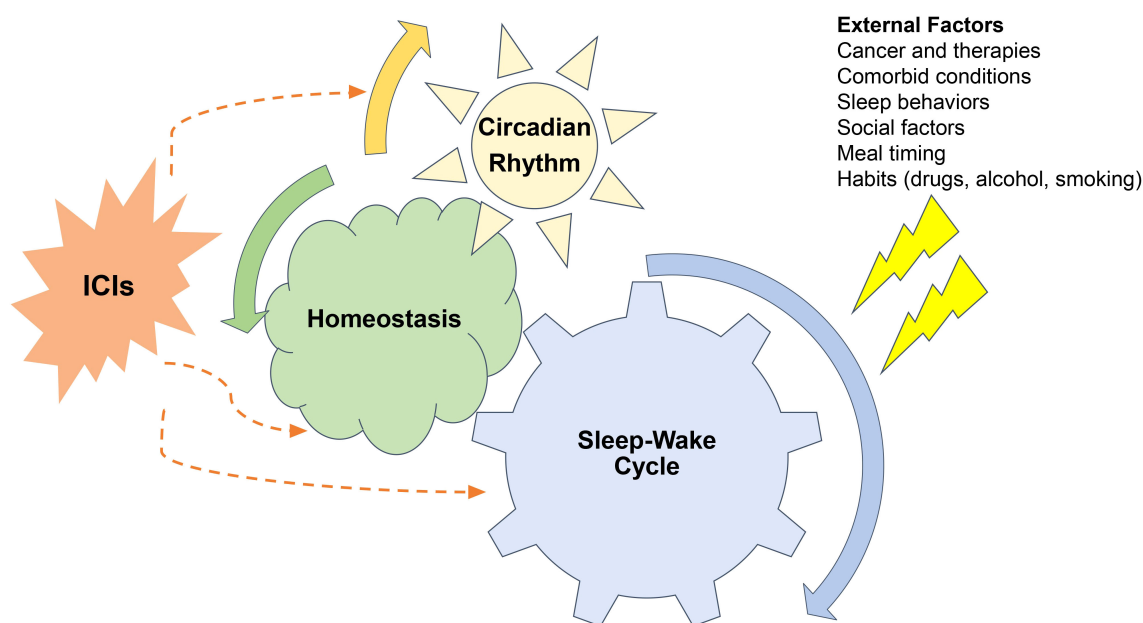 External Factors
Cancer and therapies
Comorbid conditions
Sleep behaviors
Social factors
Meal timing
Habits (drugs, alcohol, smoking)
Circadian
Rhythm
ICIs
Homeostasis
Sleep-Wake
Cycle